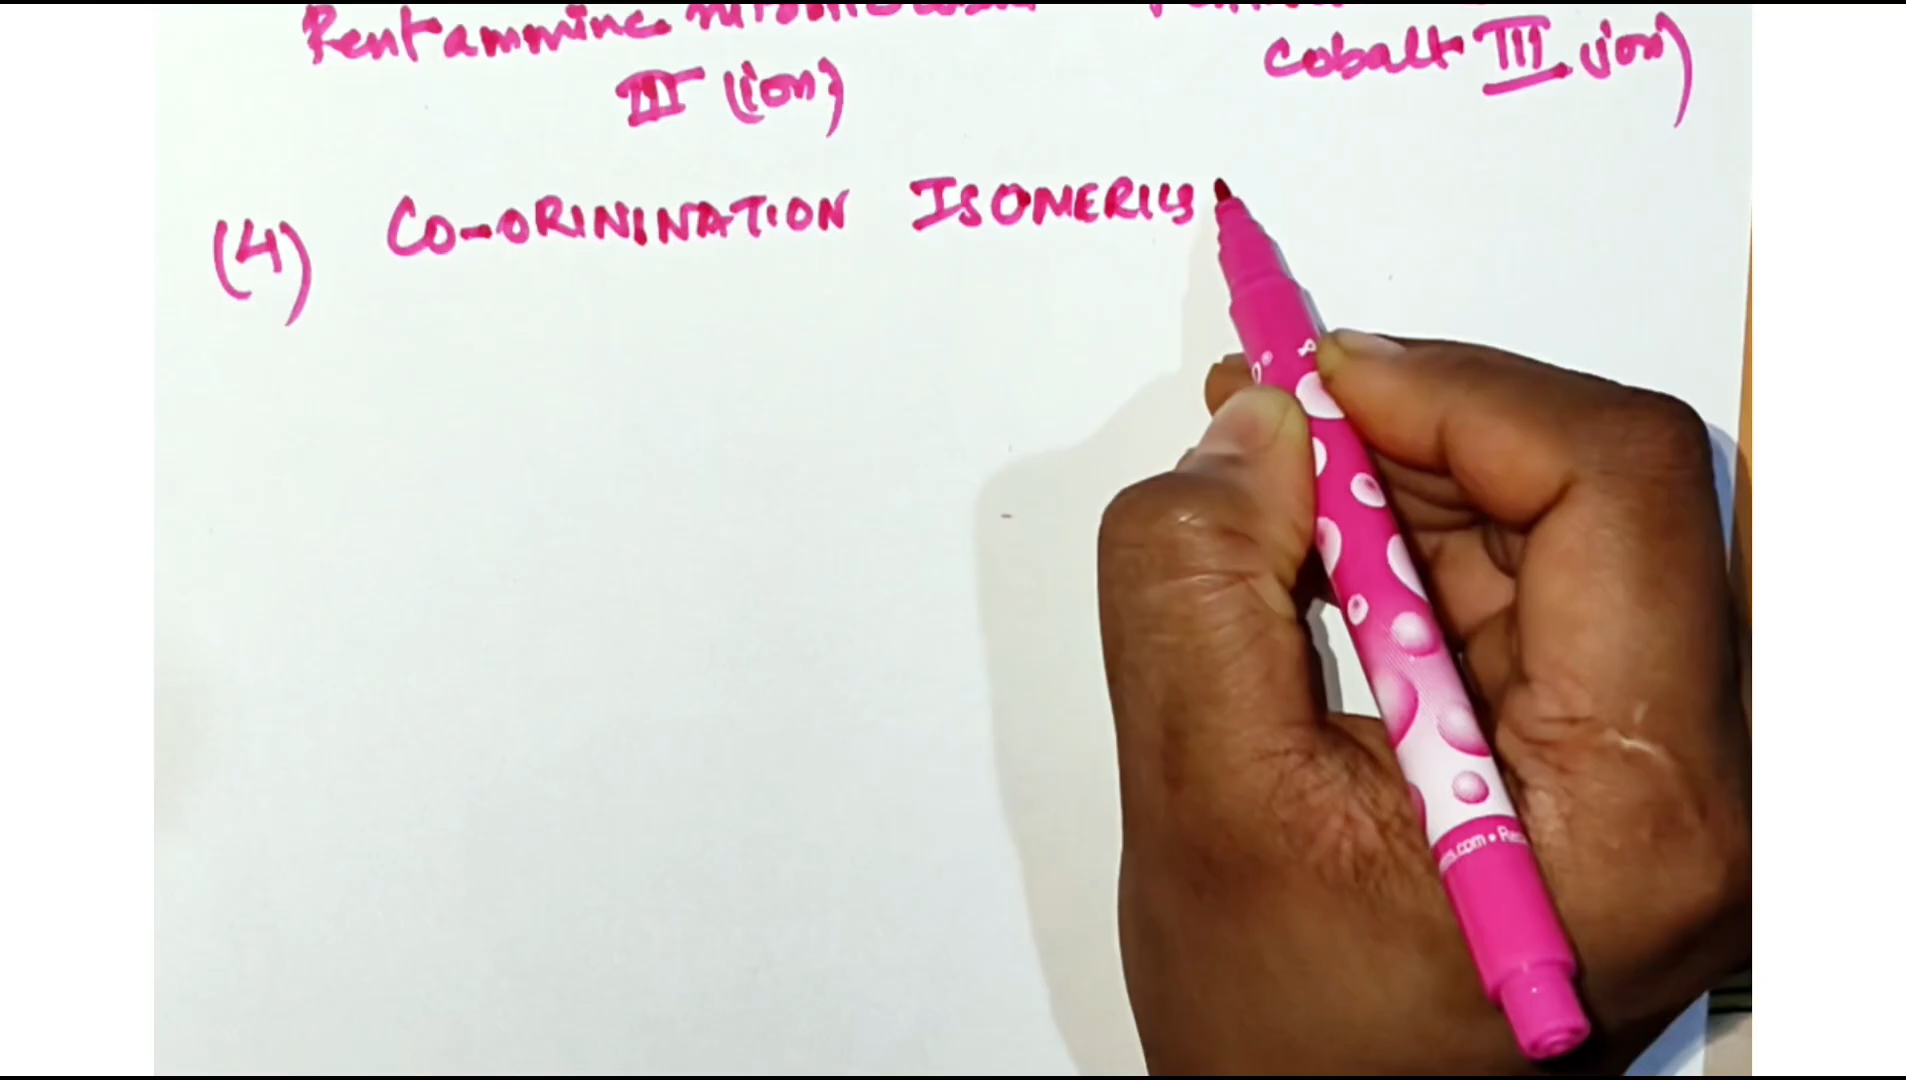 Pentammine
cobalt III (ion)
III (ion)
(4) CO-ORININATION ISOMERIS